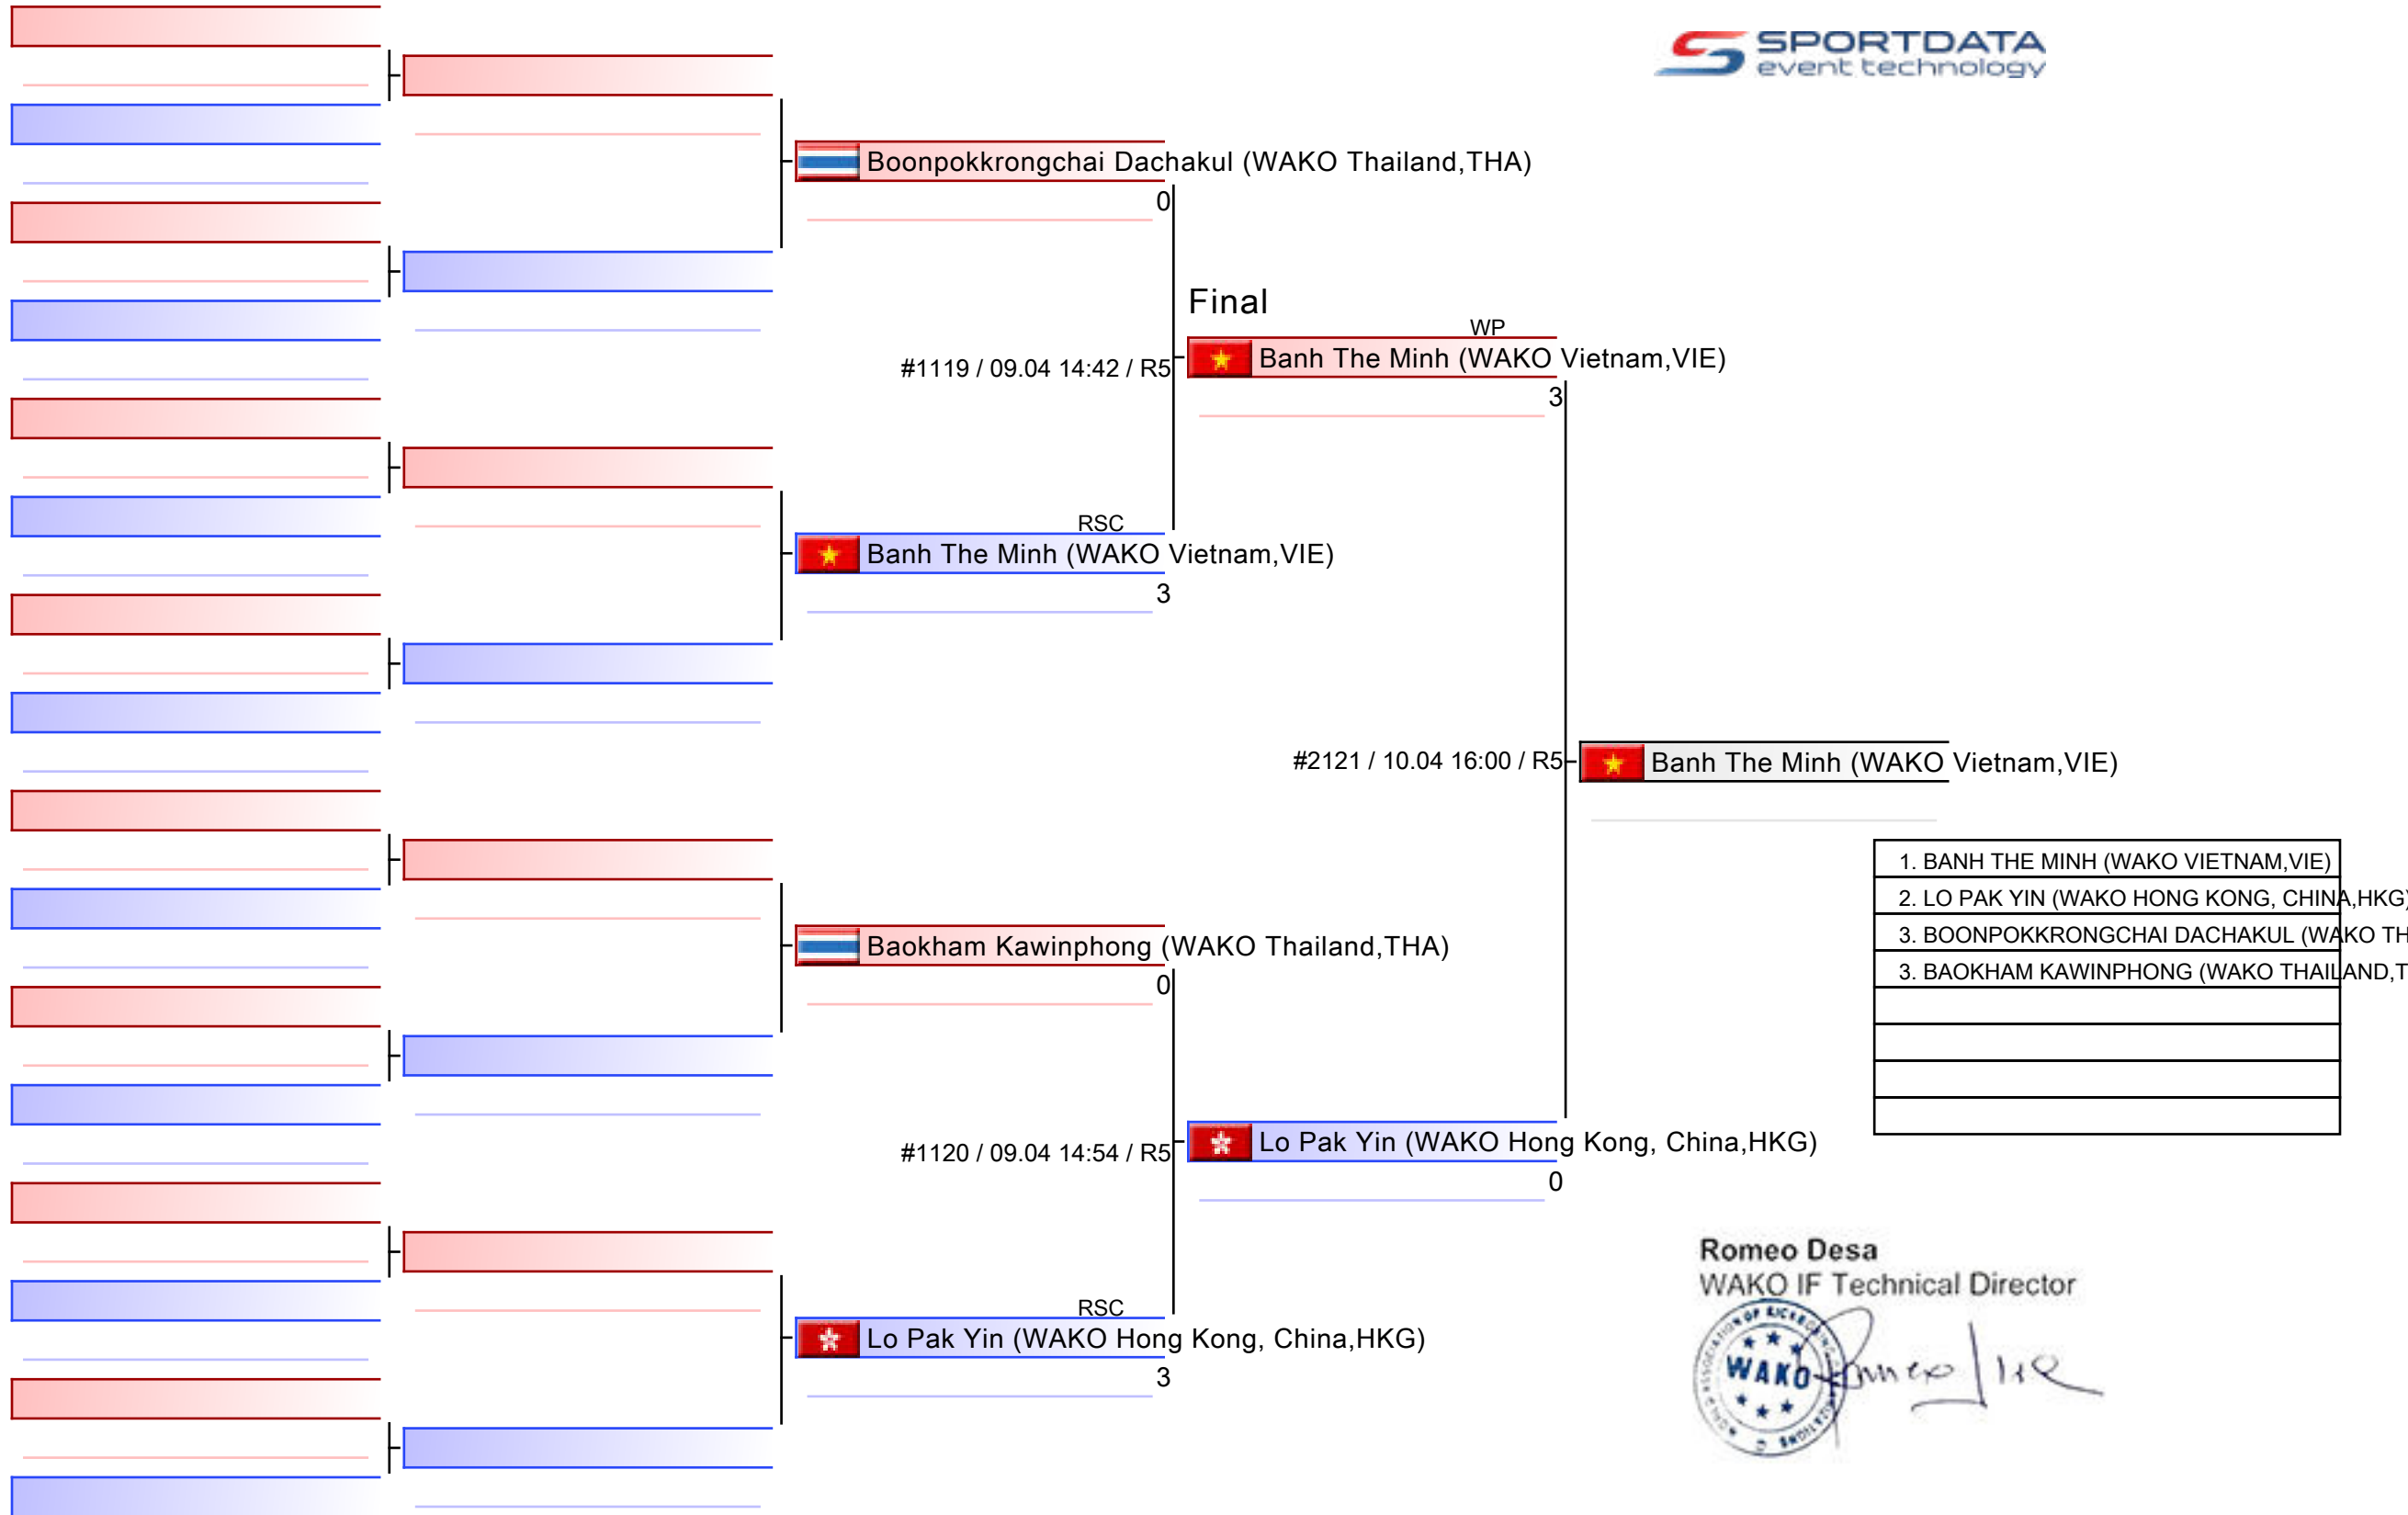 SPORTDATA
event technology
Boonpokkrongchai Dachakul (WAKO Thailand,THA)
0
Final
WP
#1119 / 09.04 14:42 / R5
Banh The Minh (WAKO Vietnam,VIE)
3
RSC
Banh The Minh (WAKO Vietnam,VIE)
3
#2121 / 10.04 16:00 / R5
Banh The Minh (WAKO Vietnam,VIE)
1. BANH THE MINH (WAKO VIETNAM,VIE)
2. LO PAK YIN (WAKO HONG KONG, CHINA,HKG)
3. BOONPOKKRONGCHAI DACHAKUL (WAKO TH
3. BAOKHAM KAWINPHONG (WAKO THAILAND,T
Baokham Kawinphong (WAKO Thailand,THA)
0
#1120 / 09.04 14:54 / R5
Lo Pak Yin (WAKO Hong Kong, China,HKG)
0
RSC
Lo Pak Yin (WAKO Hong Kong, China,HKG)
3
Romeo Desa
WAKO IF Technical Director
WAKO